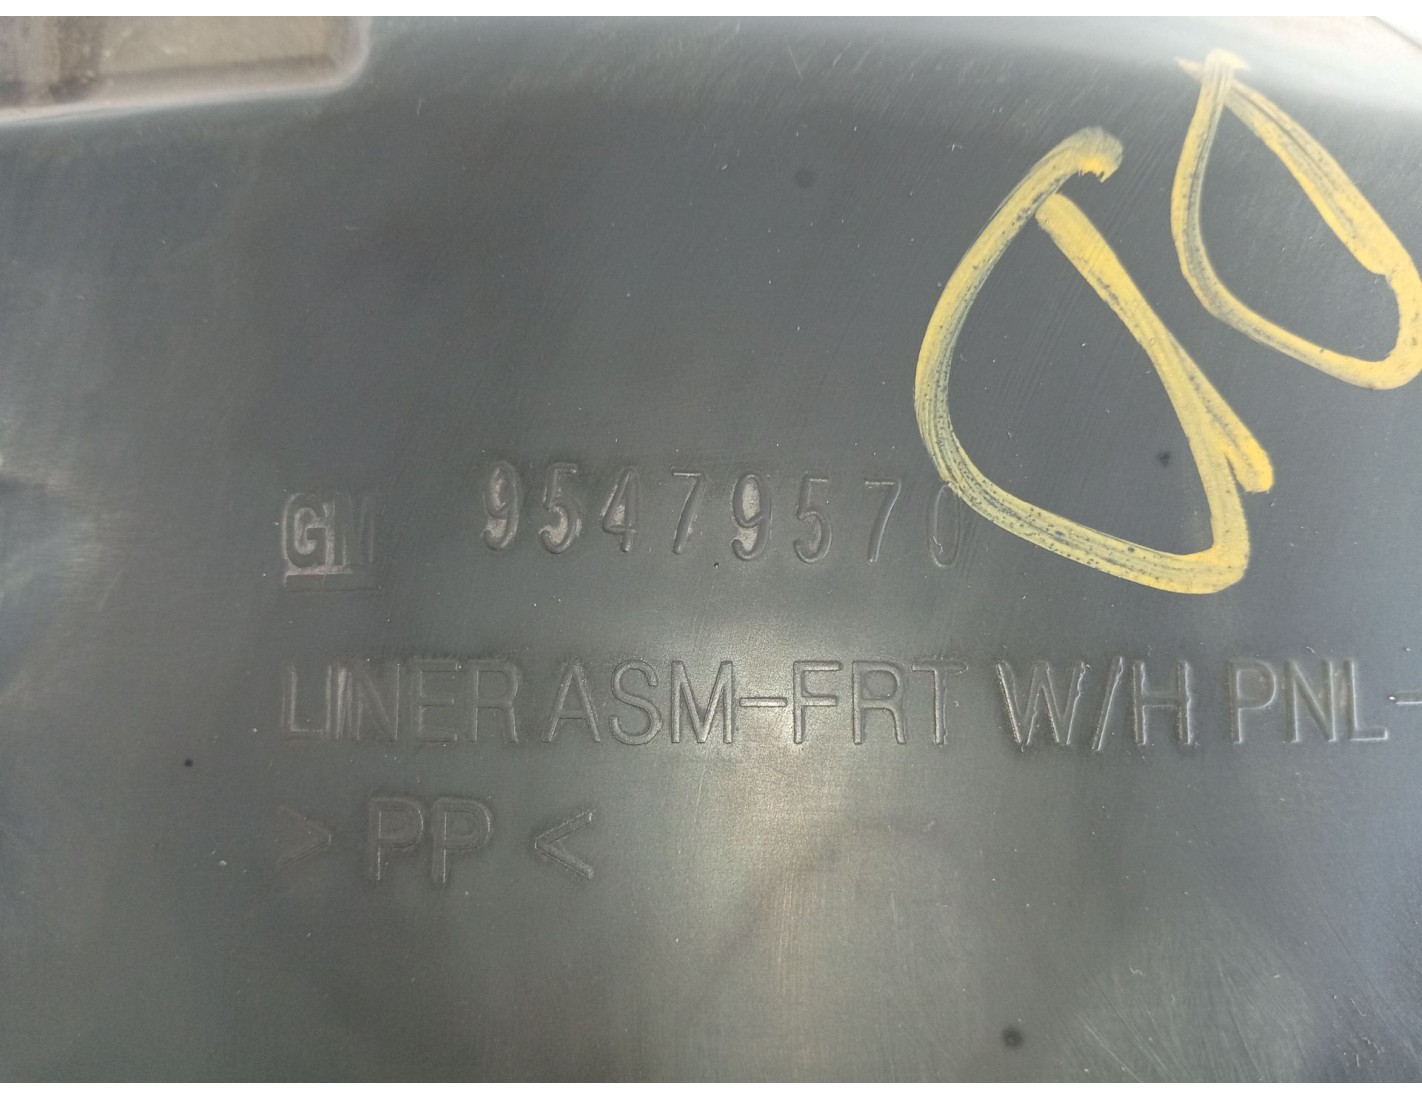 GM 95479570
LINER ASM-FRT W/H PNL-
>PP<